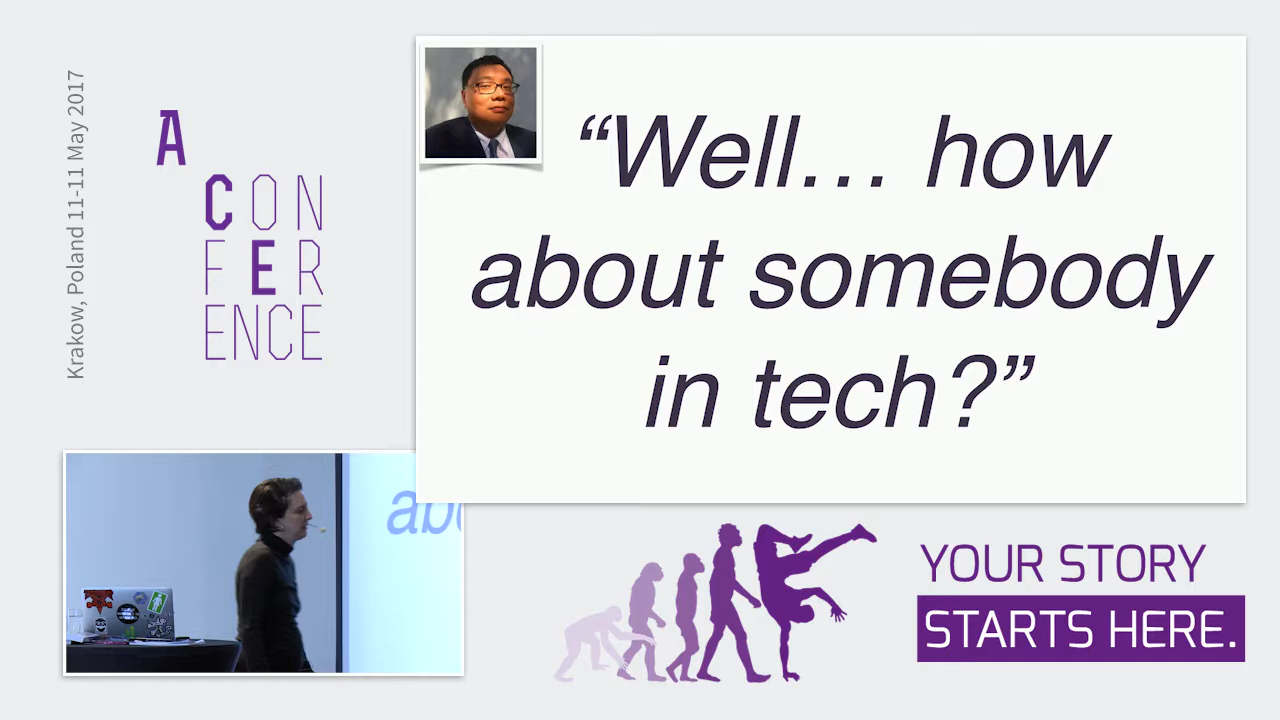 Krakow, Poland 11-11 May 2017
A
CON
FER
ENCE
“Well… how
about somebody
in tech?”
abo
YOUR STORY
STARTS HERE.